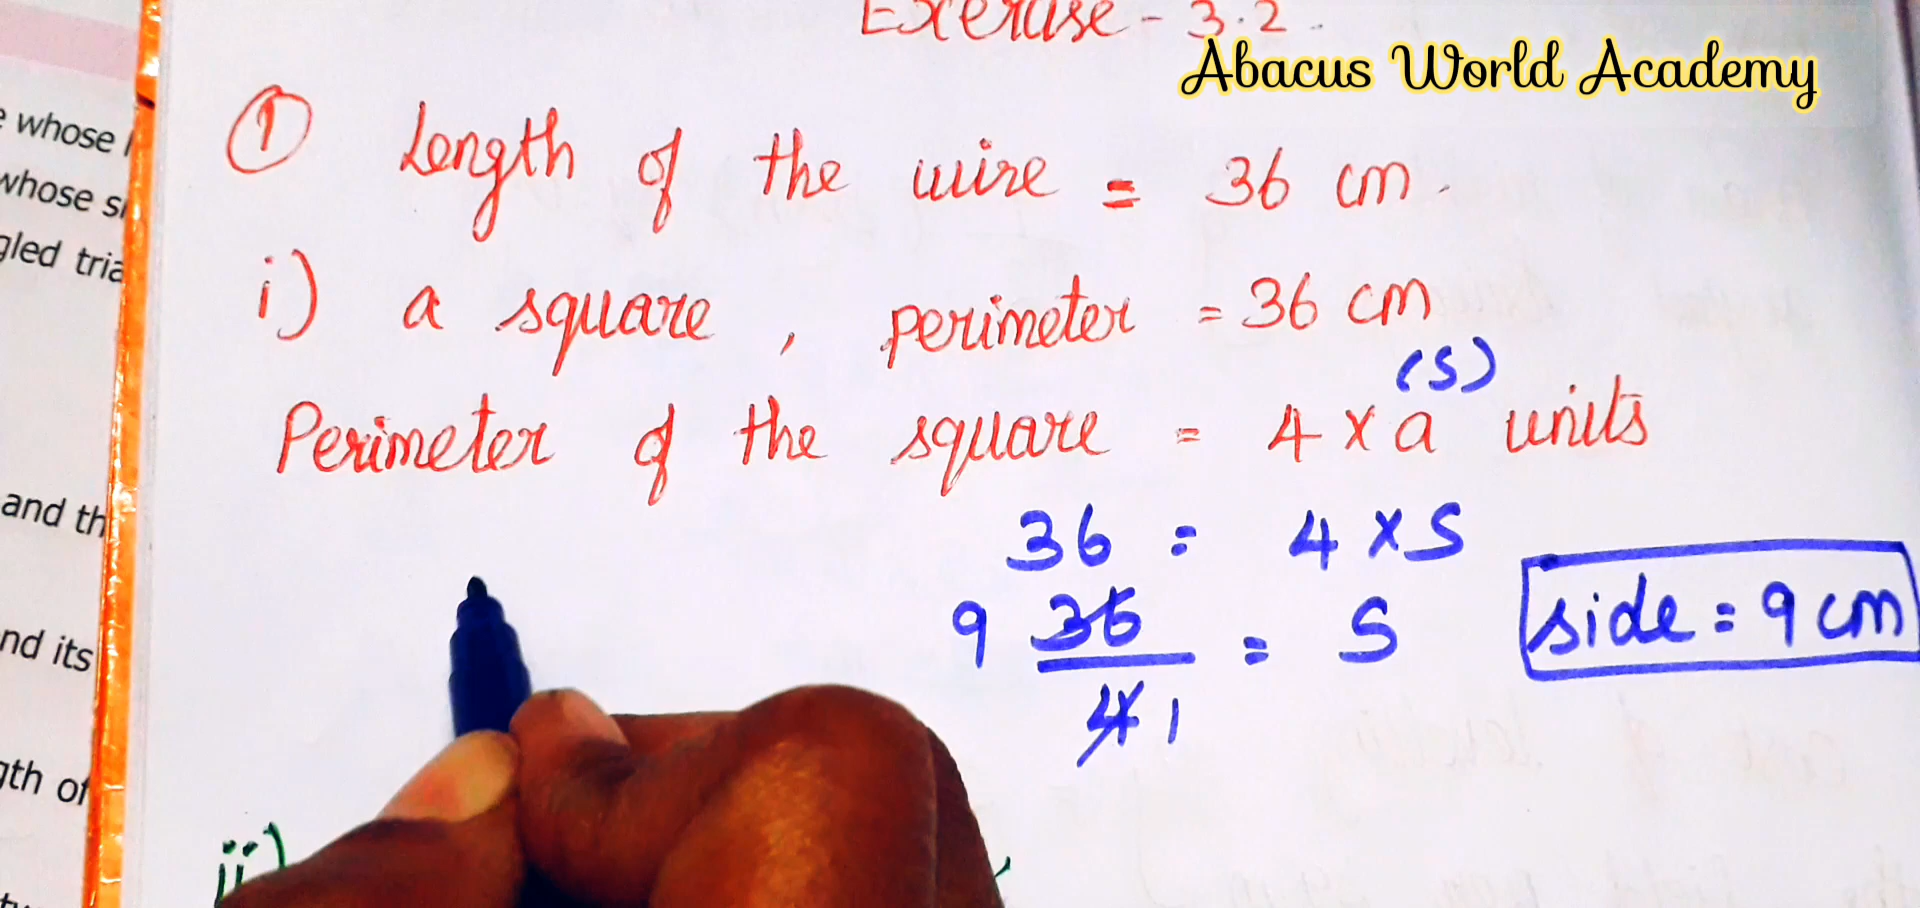 Exercise - 3.2.
Abacus World Academy
① Length of the wire = 36 cm.
i) a square, perimeter = 36 cm
(S)
Perimeter of the square = 4 × a units
36 = 4 × S
9 36 = S
4 1
side = 9 cm
ii)
whose
whose
gled
and
nd its
gth of